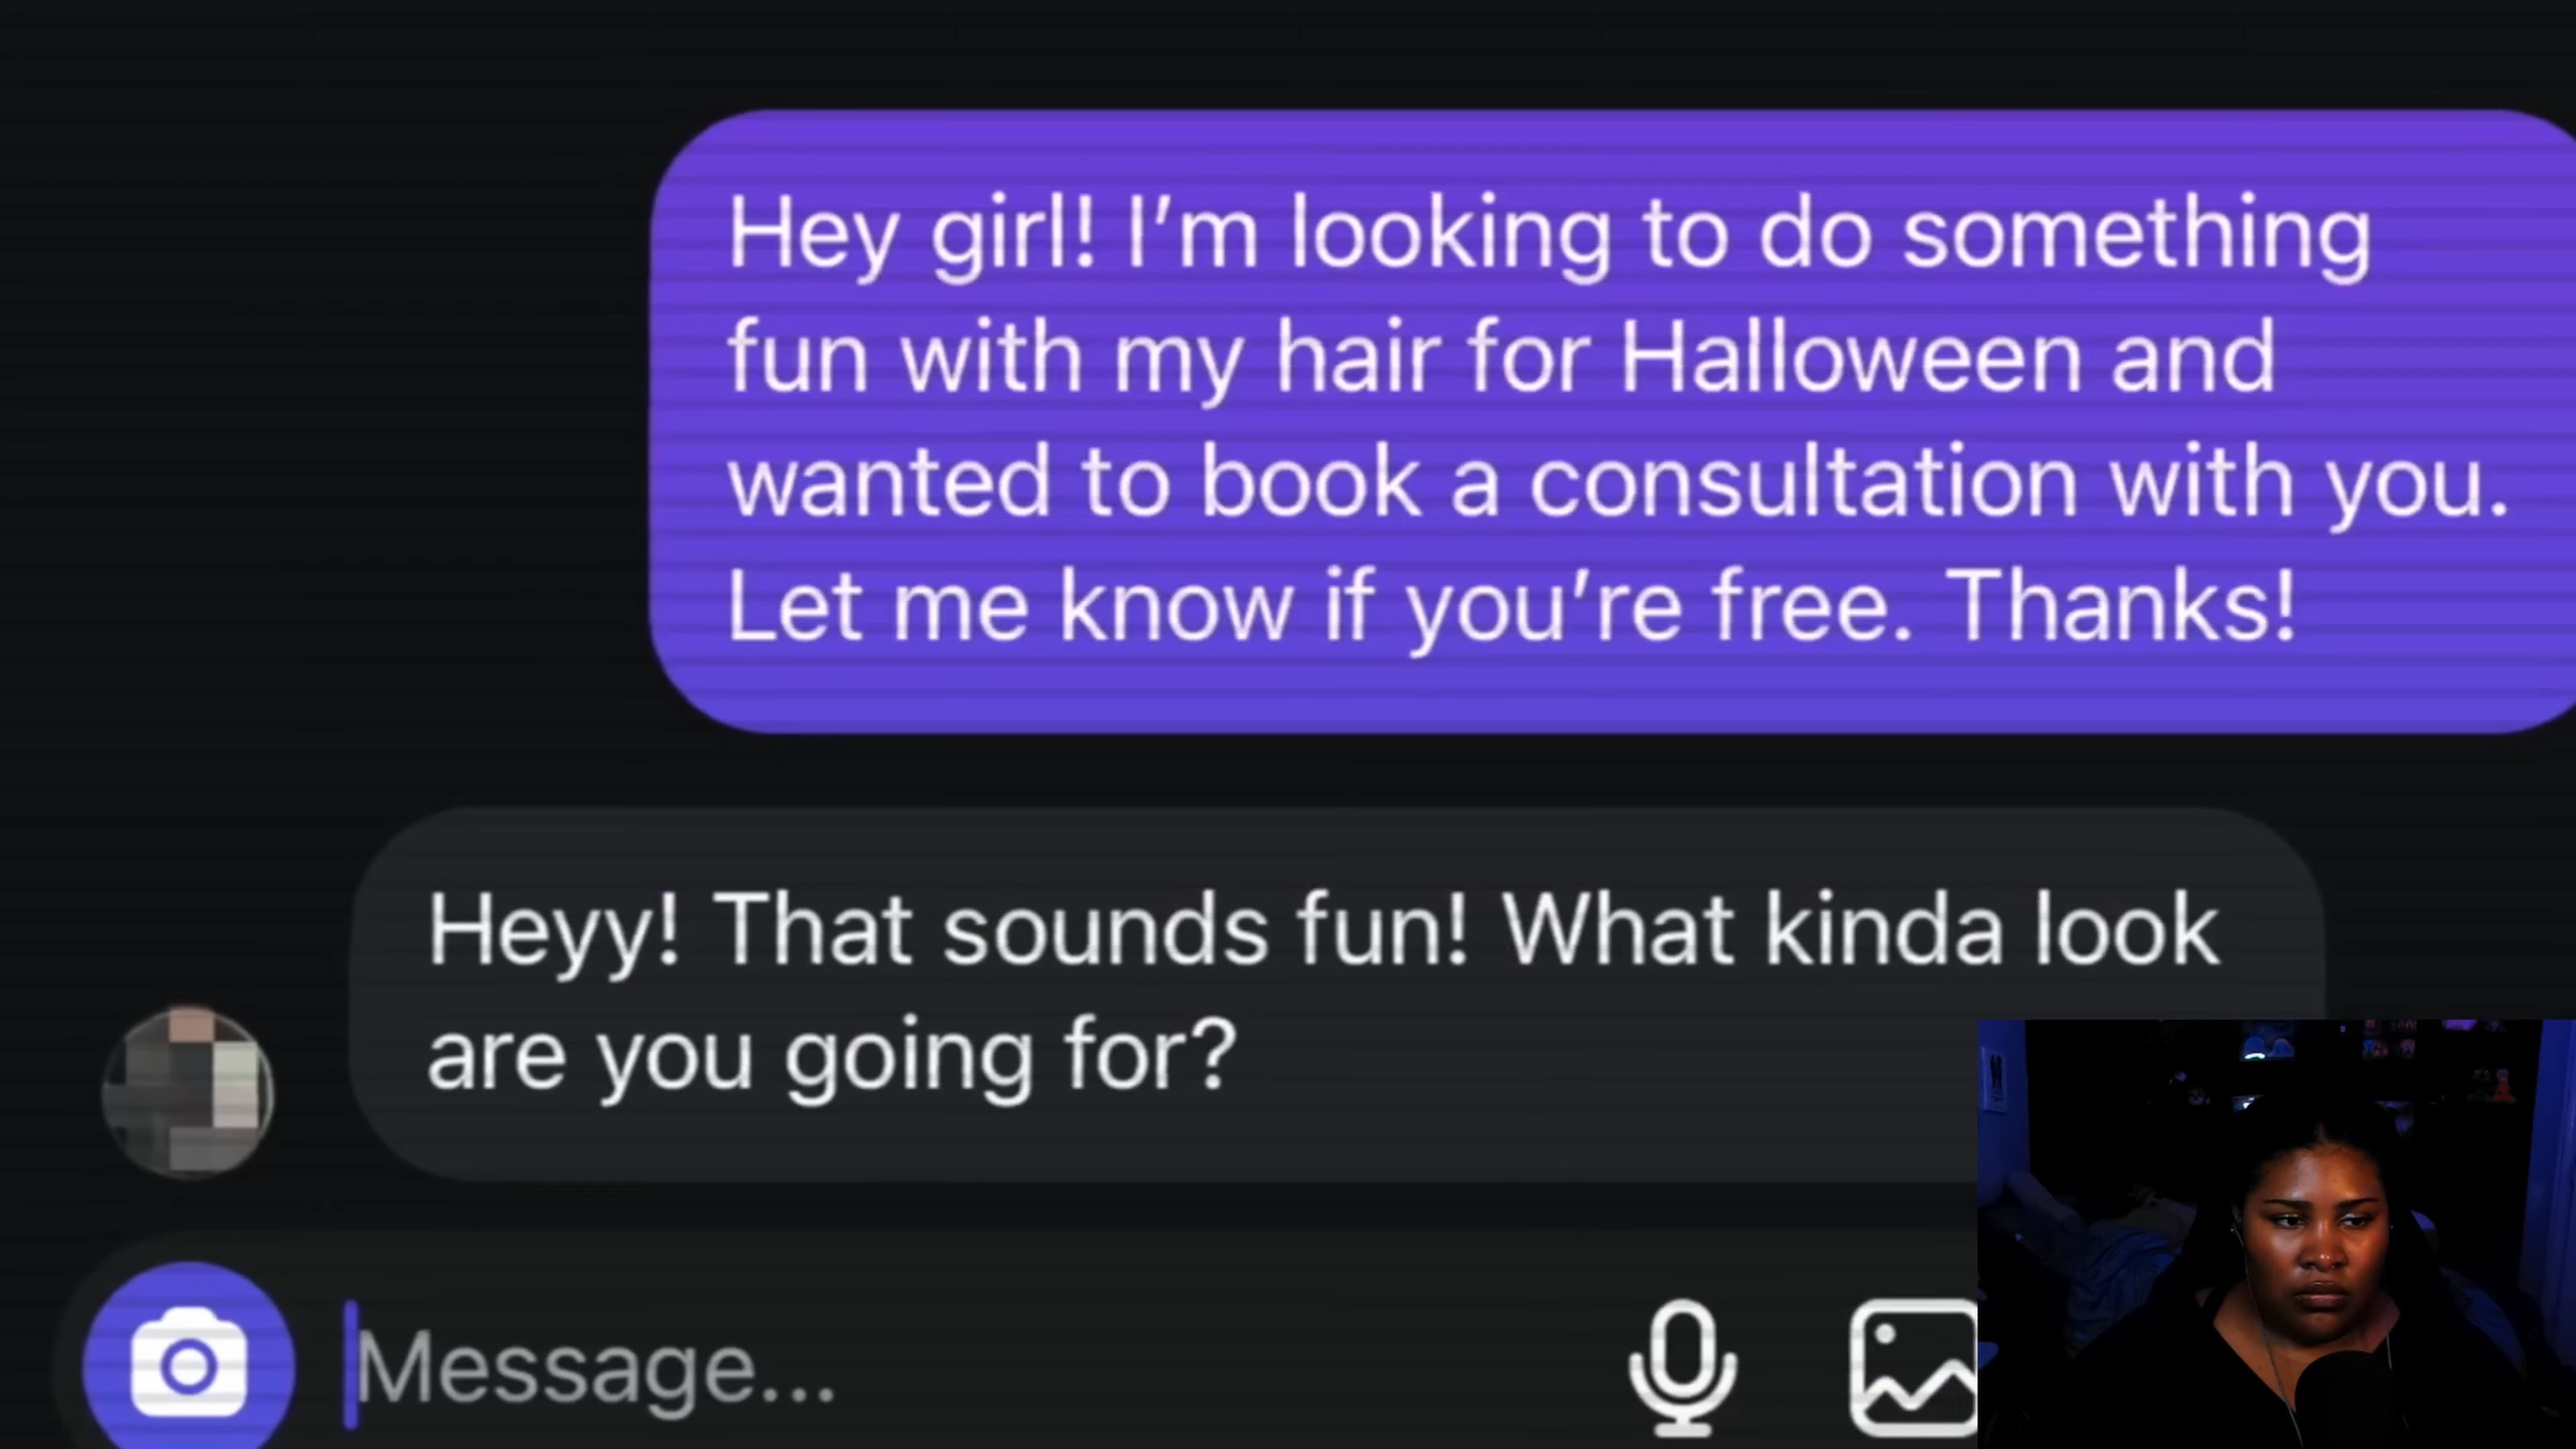 Hey girl! I’m looking to do something
fun with my hair for Halloween and
wanted to book a consultation with you.
Let me know if you’re free. Thanks!
Heyy! That sounds fun! What kinda look
are you going for?
Message...